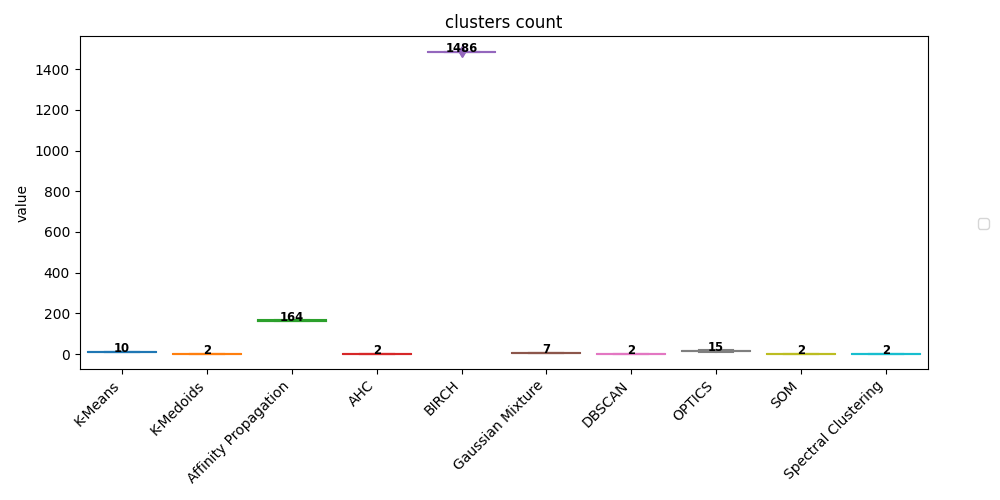 clusters count
value
1400
1200
1000
800
600
400
200
0
10
2
164
2
1486
7
2
15
2
2
K-Means
K-Medoids
Affinity Propagation
AHC
BIRCH
Gaussian Mixture
DBSCAN
OPTICS
SOM
Spectral Clustering